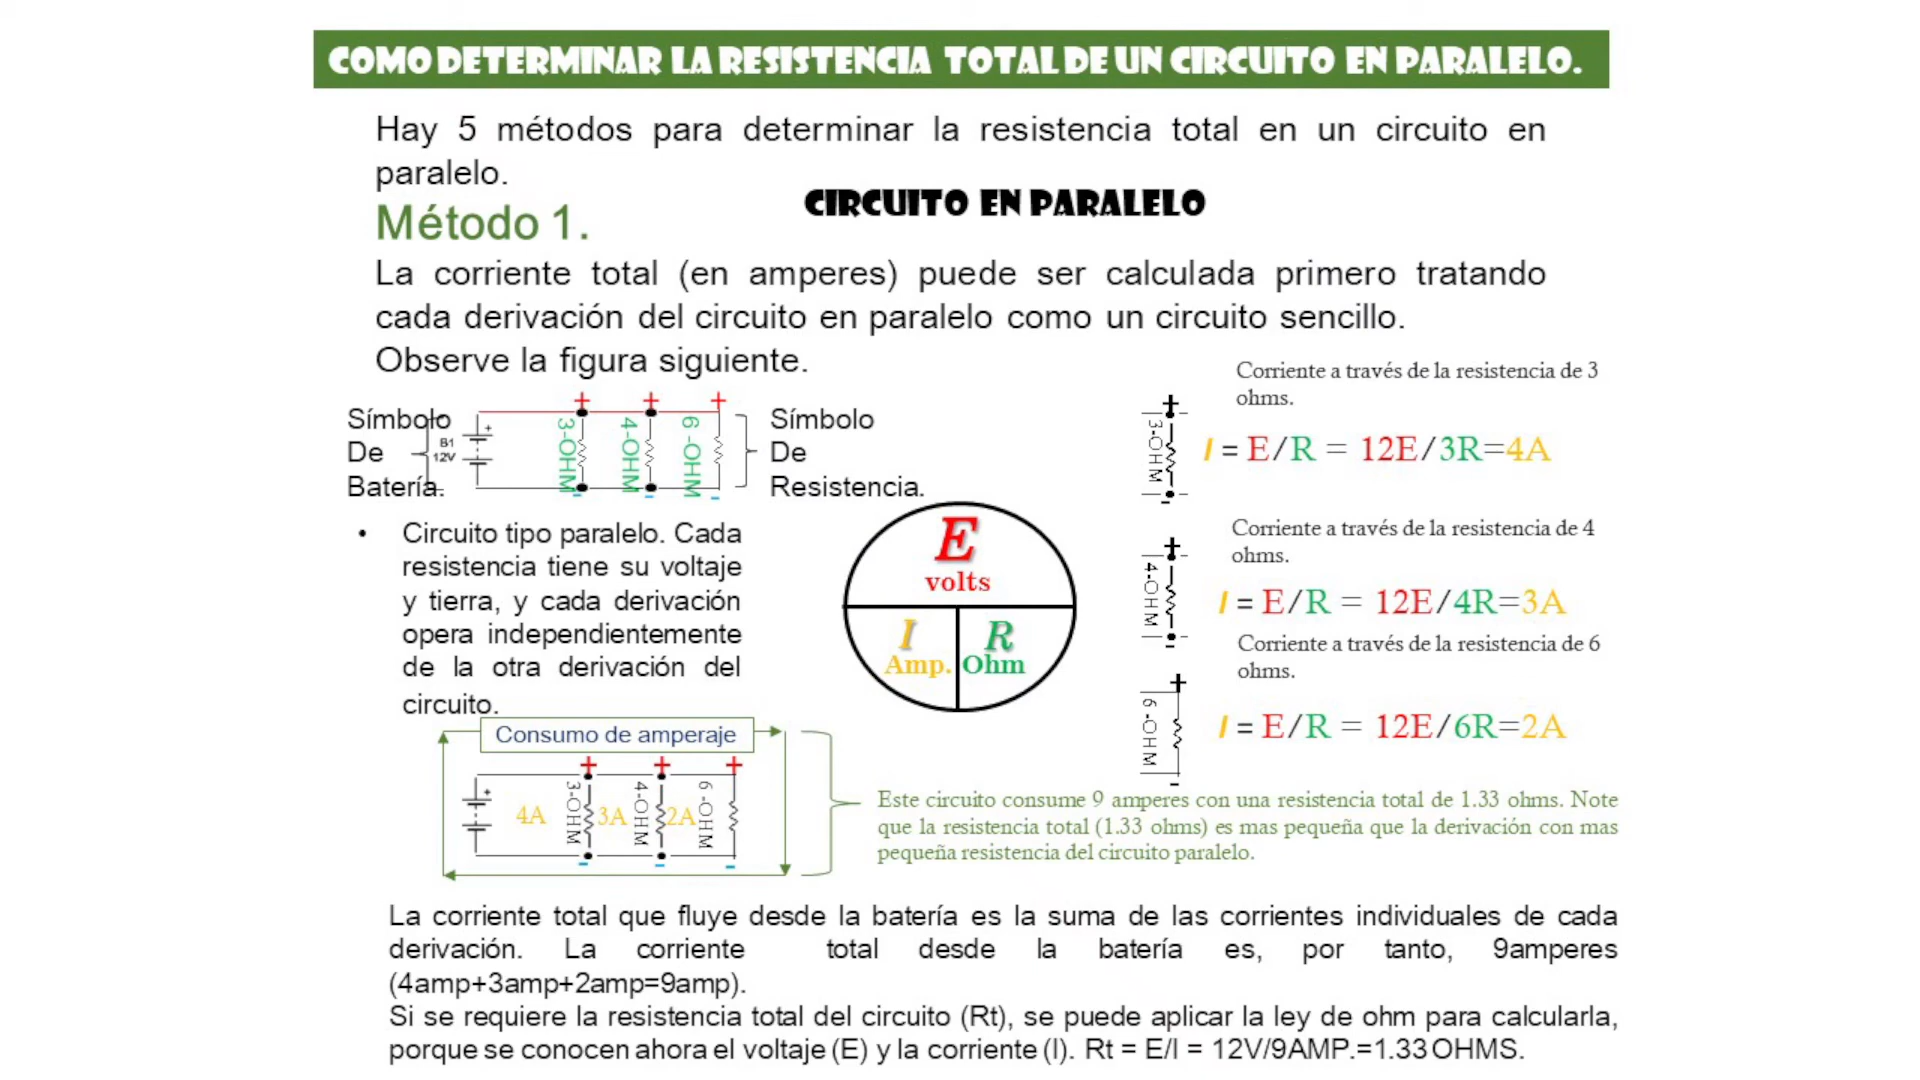 COMO DETERMINAR LA RESISTENCIA TOTAL DE UN CIRCUITO EN PARALELO.
Hay 5 métodos para determinar la resistencia total en un circuito en
paralelo.
CIRCUITO EN PARALELO
Método 1.
La corriente total (en amperes) puede ser calculada primero tratando
cada derivación del circuito en paralelo como un circuito sencillo.
Observe la figura siguiente.
Símbolo
De
Batería.
B1
12V
+
+ + +
3-OHM
4-OHM
6 -OHM
- - -
Símbolo
De
Resistencia.
Corriente a través de la resistencia de 3
ohms.
+
3-OHM
-
I = E/R = 12E/3R=4A
Corriente a través de la resistencia de 4
ohms.
+
4-OHM
-
I = E/R = 12E/4R=3A
Corriente a través de la resistencia de 6
ohms.
+
6 -OHM
-
I = E/R = 12E/6R=2A
• Circuito tipo paralelo. Cada
resistencia tiene su voltaje
y tierra, y cada derivación
opera independientemente
de la otra derivación del
circuito.
E
volts
I
Amp.
R
Ohm
Consumo de amperaje
+ + +
+
4A
3-OHM
3A
4-OHM
2A
6 -OHM
- - -
Este circuito consume 9 amperes con una resistencia total de 1.33 ohms. Note
que la resistencia total (1.33 ohms) es mas pequeña que la derivación con mas
pequeña resistencia del circuito paralelo.
La corriente total que fluye desde la batería es la suma de las corrientes individuales de cada
derivación. La corriente total desde la batería es, por tanto, 9amperes
(4amp+3amp+2amp=9amp).
Si se requiere la resistencia total del circuito (Rt), se puede aplicar la ley de ohm para calcularla,
porque se conocen ahora el voltaje (E) y la corriente (I). Rt = E/I = 12V/9AMP.=1.33 OHMS.